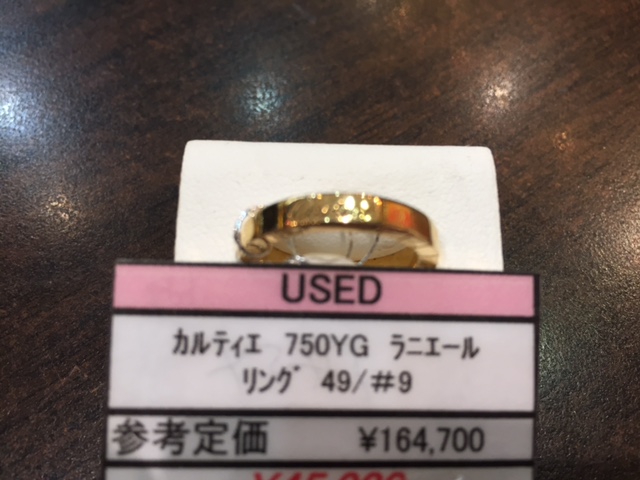 USED
ｶﾙﾃｨｴ 750YG ﾗﾆｴｰﾙ
ﾘﾝｸﾞ 49/#9
参考定価 ¥164,700